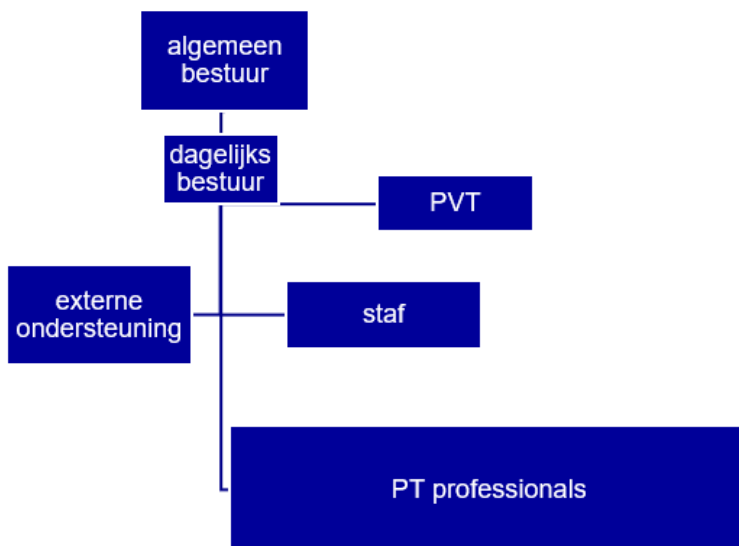 algemeen
bestuur
dagelijks
bestuur
PVT
externe
ondersteuning
staf
PT professionals